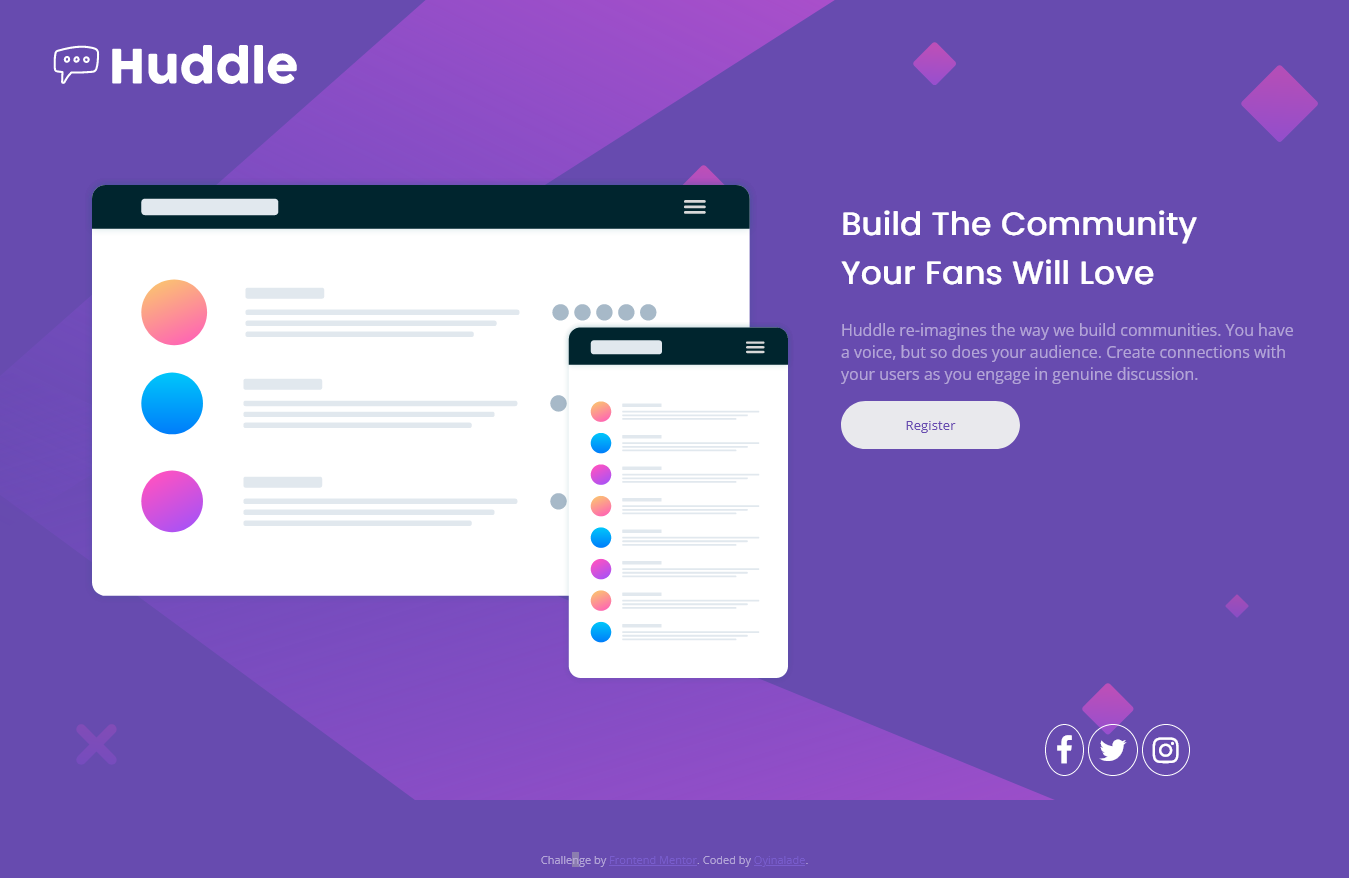 Huddle
Build The Community
Your Fans Will Love
Huddle re-imagines the way we build communities. You have
a voice, but so does your audience. Create connections with
your users as you engage in genuine discussion.
Register
Challenge by Frontend Mentor. Coded by Ovinalade.